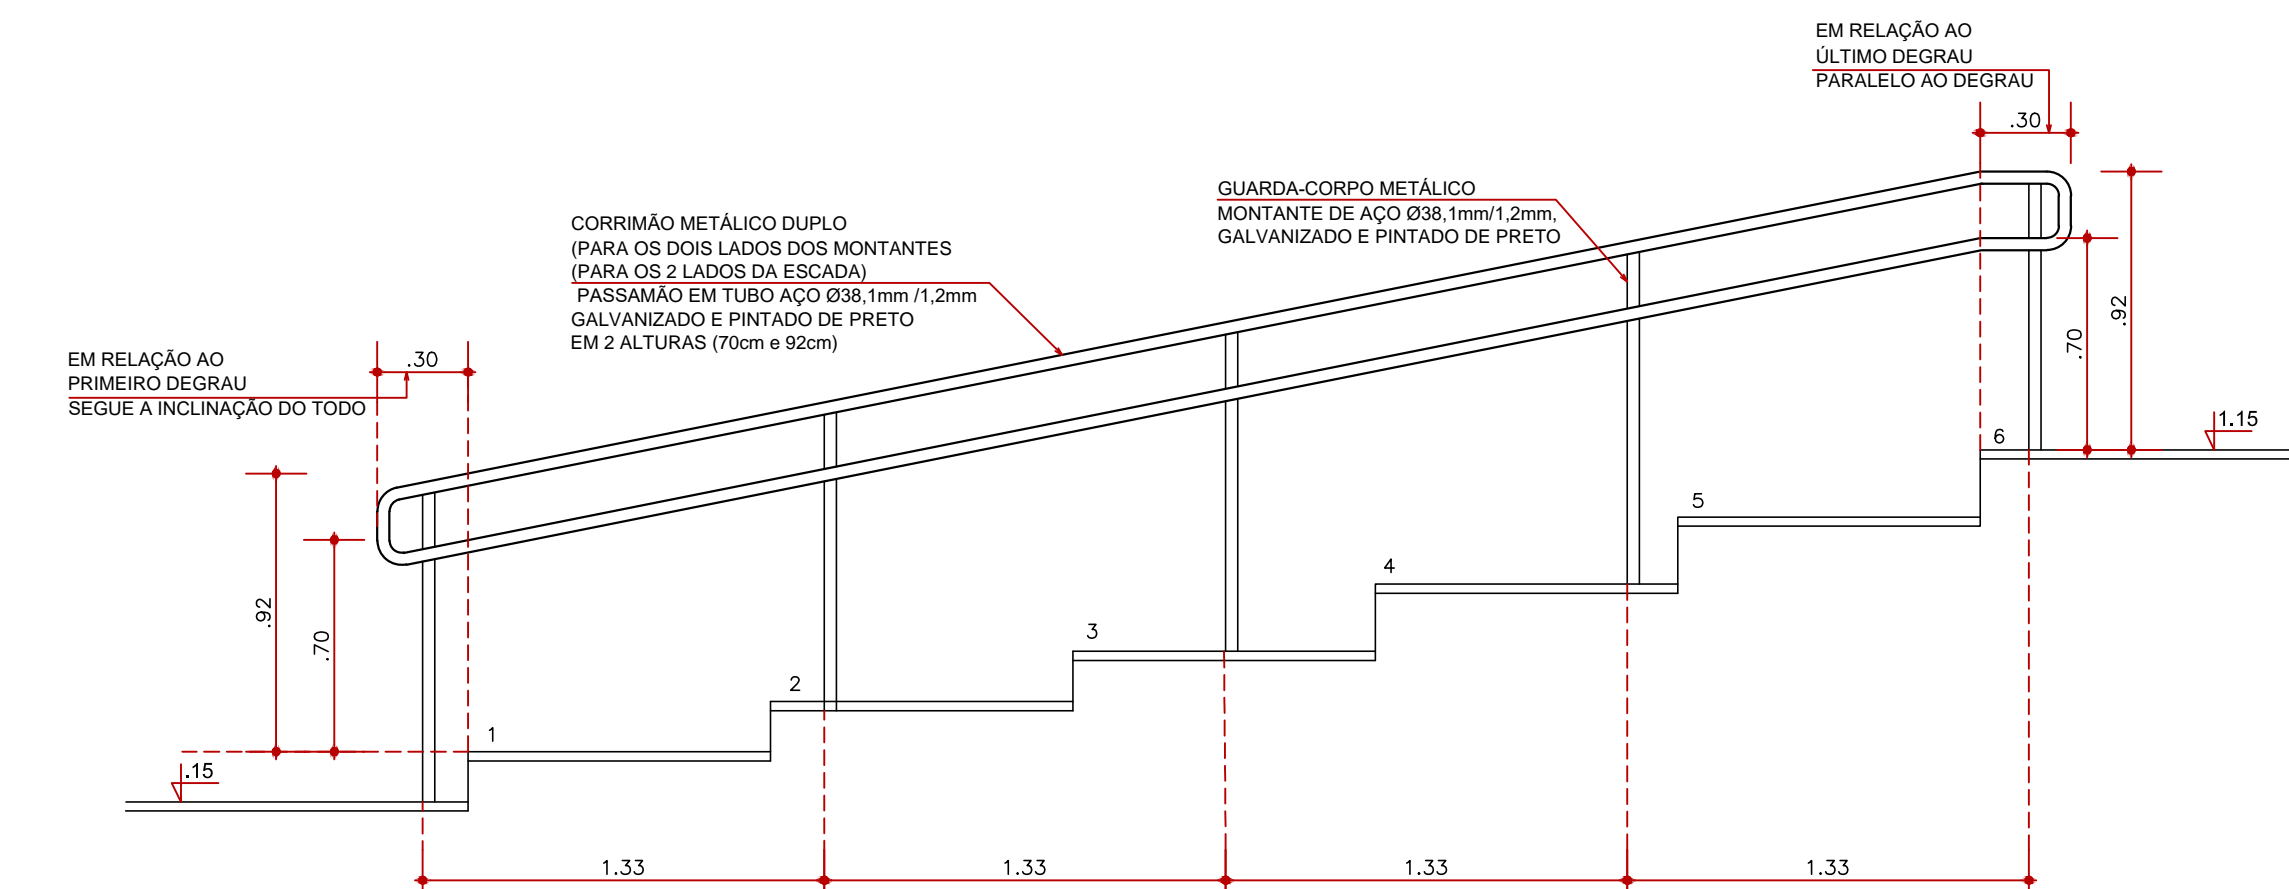 EM RELAÇÃO AO
ÚLTIMO DEGRAU
PARALELO AO DEGRAU
.30
GUARDA-CORPO METÁLICO
MONTANTE DE AÇO Ø38,1mm/1,2mm,
GALVANIZADO E PINTADO DE PRETO
CORRIMÃO METÁLICO DUPLO
(PARA OS DOIS LADOS DOS MONTANTES
(PARA OS 2 LADOS DA ESCADA)
PASSAMÃO EM TUBO AÇO Ø38,1mm /1,2mm
GALVANIZADO E PINTADO DE PRETO
EM 2 ALTURAS (70cm e 92cm)
EM RELAÇÃO AO
PRIMEIRO DEGRAU
SEGUE A INCLINAÇÃO DO TODO
.30
.92
.70
1.15
6
5
4
3
2
1
.92
.70
.15
1.33
1.33
1.33
1.33